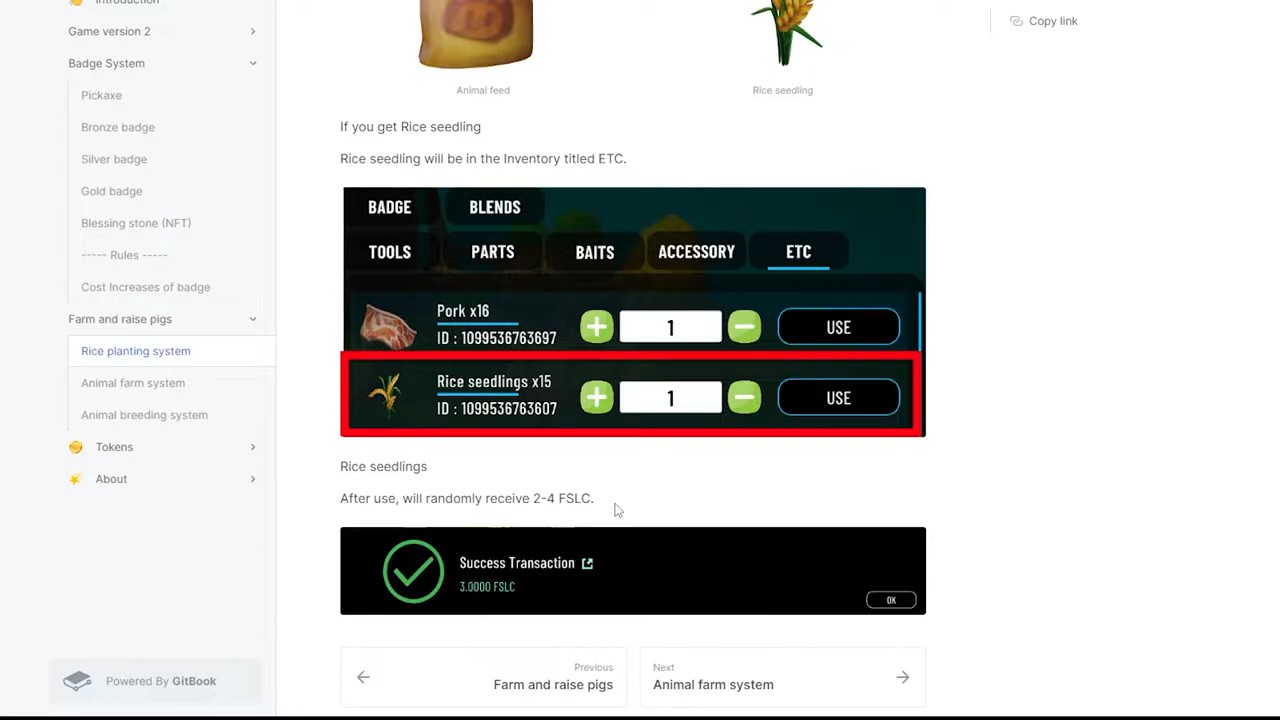 Introduction
Game version 2
Badge System
Pickaxe
Bronze badge
Silver badge
Gold badge
Blessing stone (NFT)
----- Rules -----
Cost Increases of badge
Farm and raise pigs
Rice planting system
Animal farm system
Animal breeding system
Tokens
About
Powered By GitBook
Copy link
Animal feed
Rice seedling
If you get Rice seedling
Rice seedling will be in the Inventory titled ETC.
BADGE BLENDS
TOOLS PARTS BAITS ACCESSORY ETC
Pork x16
ID : 1099536763697
1
USE
Rice seedlings x15
ID : 1099536763607
1
USE
Rice seedlings
After use, will randomly receive 2-4 FSLC.
Success Transaction
3.0000 FSLC
OK
Previous
Farm and raise pigs
Next
Animal farm system